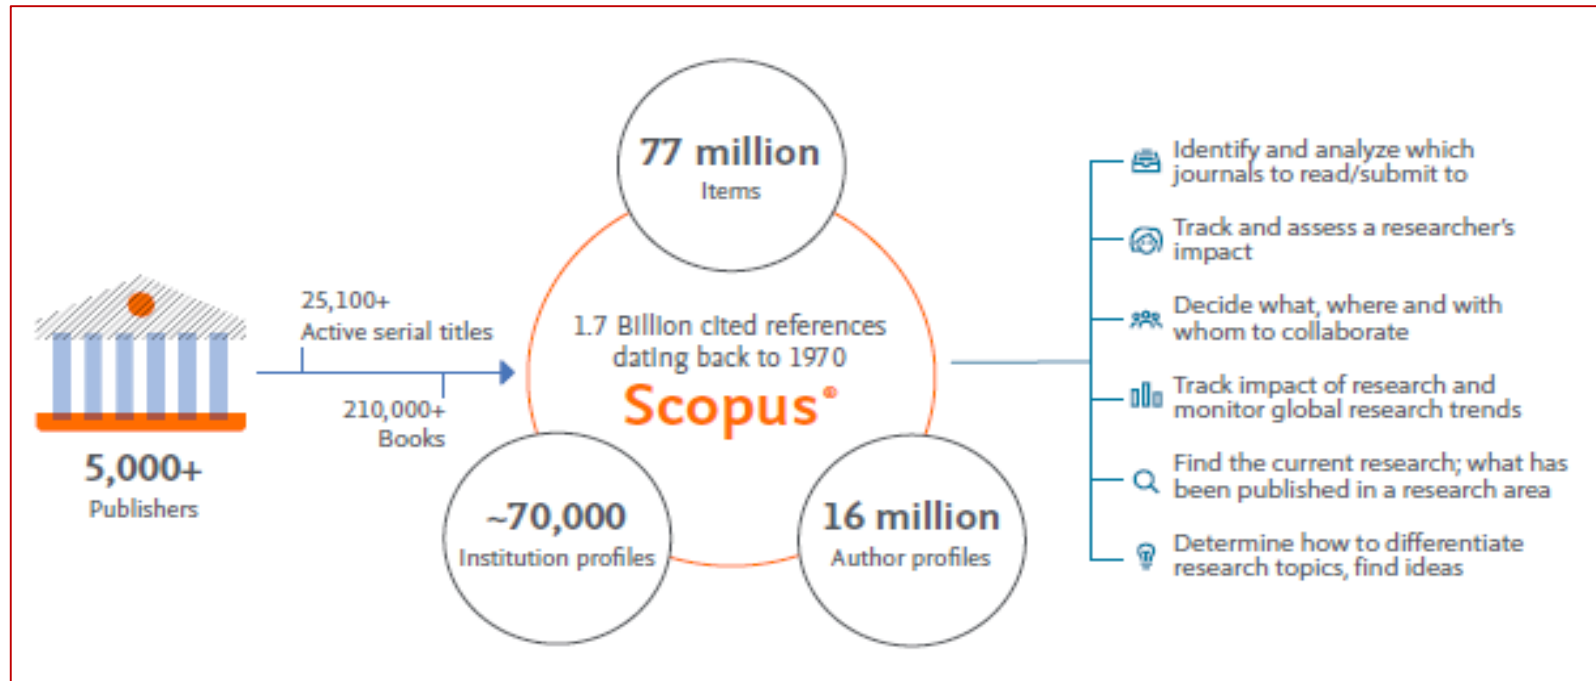 77 million
Items
25,100+
Active serial titles
210,000+
Books
5,000+
Publishers
1.7 Billion cited references
dating back to 1970
Scopus®
~70,000
Institution profiles
16 million
Author profiles
Identify and analyze which
journals to read/submit to
Track and assess a researcher's
impact
Decide what, where and with
whom to collaborate
Track impact of research and
monitor global research trends
Find the current research; what has
been published in a research area
Determine how to differentiate
research topics, find ideas